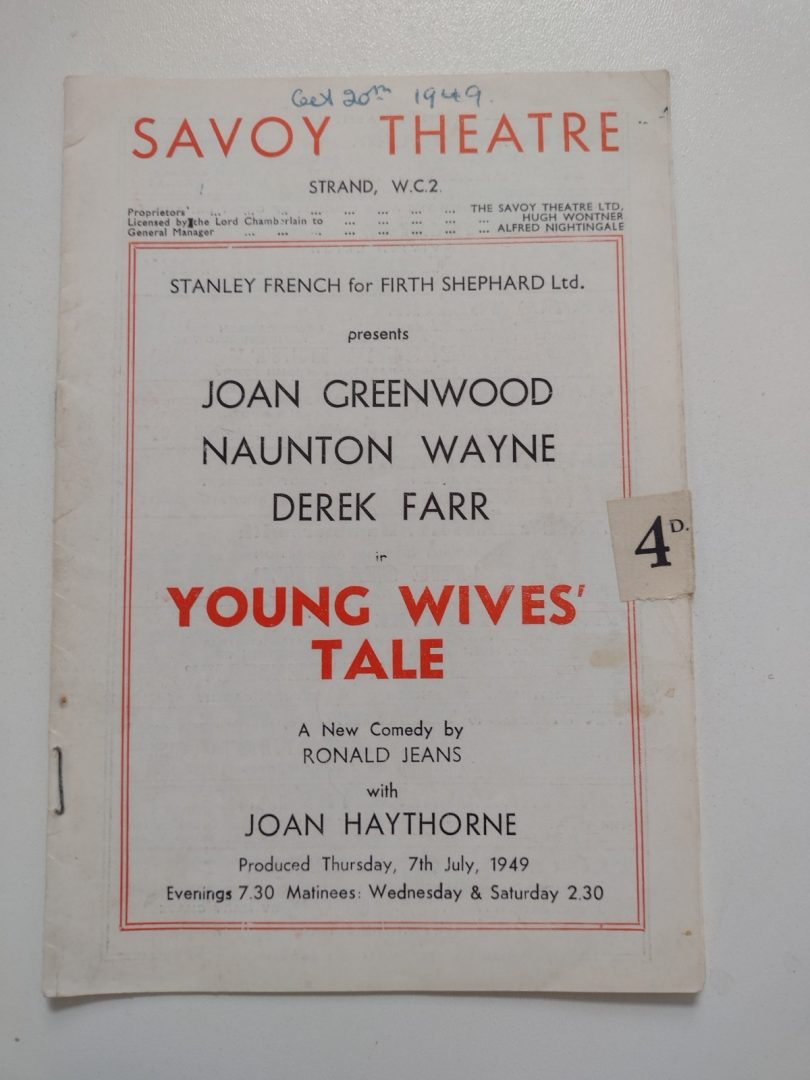 Oct 20th 1949.
SAVOY THEATRE
STRAND, W.C.2.
Proprietors ... ... ... ... ... ... ... THE SAVOY THEATRE LTD.
Licensed by the Lord Chamberlain to ... ... ... ... ... HUGH WONTNER
General Manager ... ... ... ... ... ... ... ALFRED NIGHTINGALE
STANLEY FRENCH for FIRTH SHEPHARD Ltd.
presents
JOAN GREENWOOD
NAUNTON WAYNE
DEREK FARR
in
4D.
YOUNG WIVES'
TALE
A New Comedy by
RONALD JEANS
with
JOAN HAYTHORNE
Produced Thursday, 7th July, 1949
Evenings 7.30 Matinees: Wednesday & Saturday 2.30